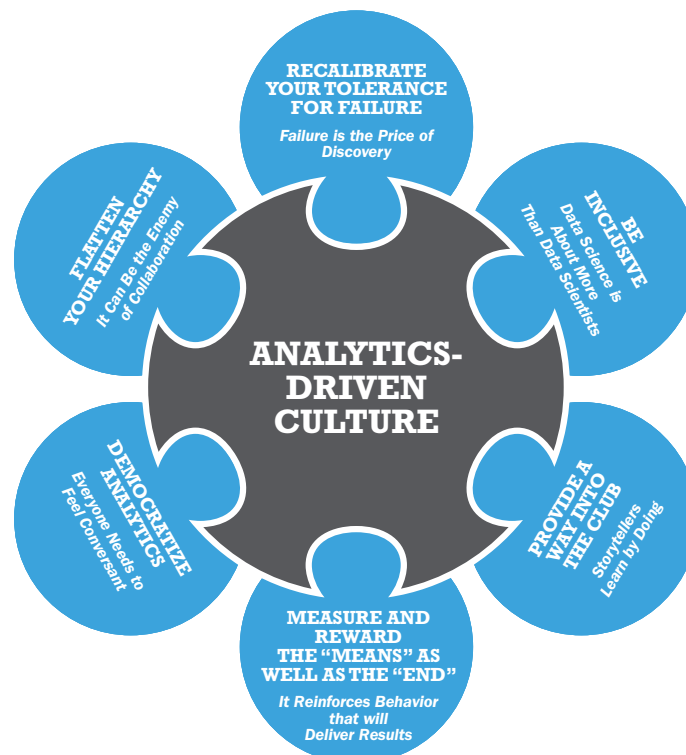 RECALIBRATE
YOUR TOLERANCE
FOR FAILURE
Failure is the Price of
Discovery
BE
INCLUSIVE
Data Science is
About More
Than Data Scientists
PROVIDE A
WAY INTO
THE CLUB
Storytellers
Learn by Doing
MEASURE AND
REWARD
THE “MEANS” AS
WELL AS THE “END”
It Reinforces Behavior
that will
Deliver Results
DEMOCRATIZE
ANALYTICS
Everyone Needs to
Feel Conversant
FLATTEN
YOUR HIERARCHY
It Can Be the Enemy
of Collaboration
ANALYTICS-
DRIVEN
CULTURE